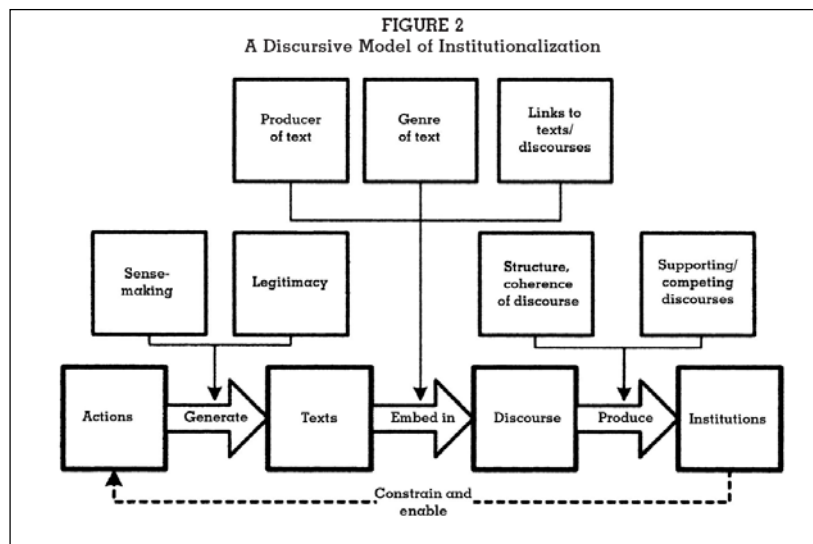 FIGURE 2
A Discursive Model of Institutionalization
Producer
of text
Genre
of text
Links to
texts/
discourses
Sense-
making
Legitimacy
Structure,
coherence
of discourse
Supporting/
competing
discourses
Actions
Generate
Texts
Embed in
Discourse
Produce
Institutions
Constrain and
enable